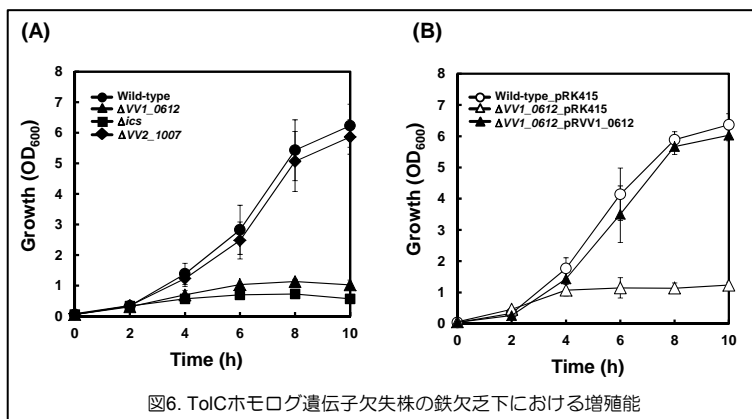 (A)
Growth (OD600)
8
7
6
5
4
3
2
1
0
Wild-type
ΔVV1_0612
Δics
ΔVV2_1007
0 2 4 6 8 10
Time (h)
(B)
Growth (OD600)
8
7
6
5
4
3
2
1
0
Wild-type_pRK415
ΔVV1_0612_pRK415
ΔVV1_0612_pRVV1_0612
0 2 4 6 8 10
Time (h)
図6. TolCホモログ遺伝子欠失株の鉄欠乏下における増殖能